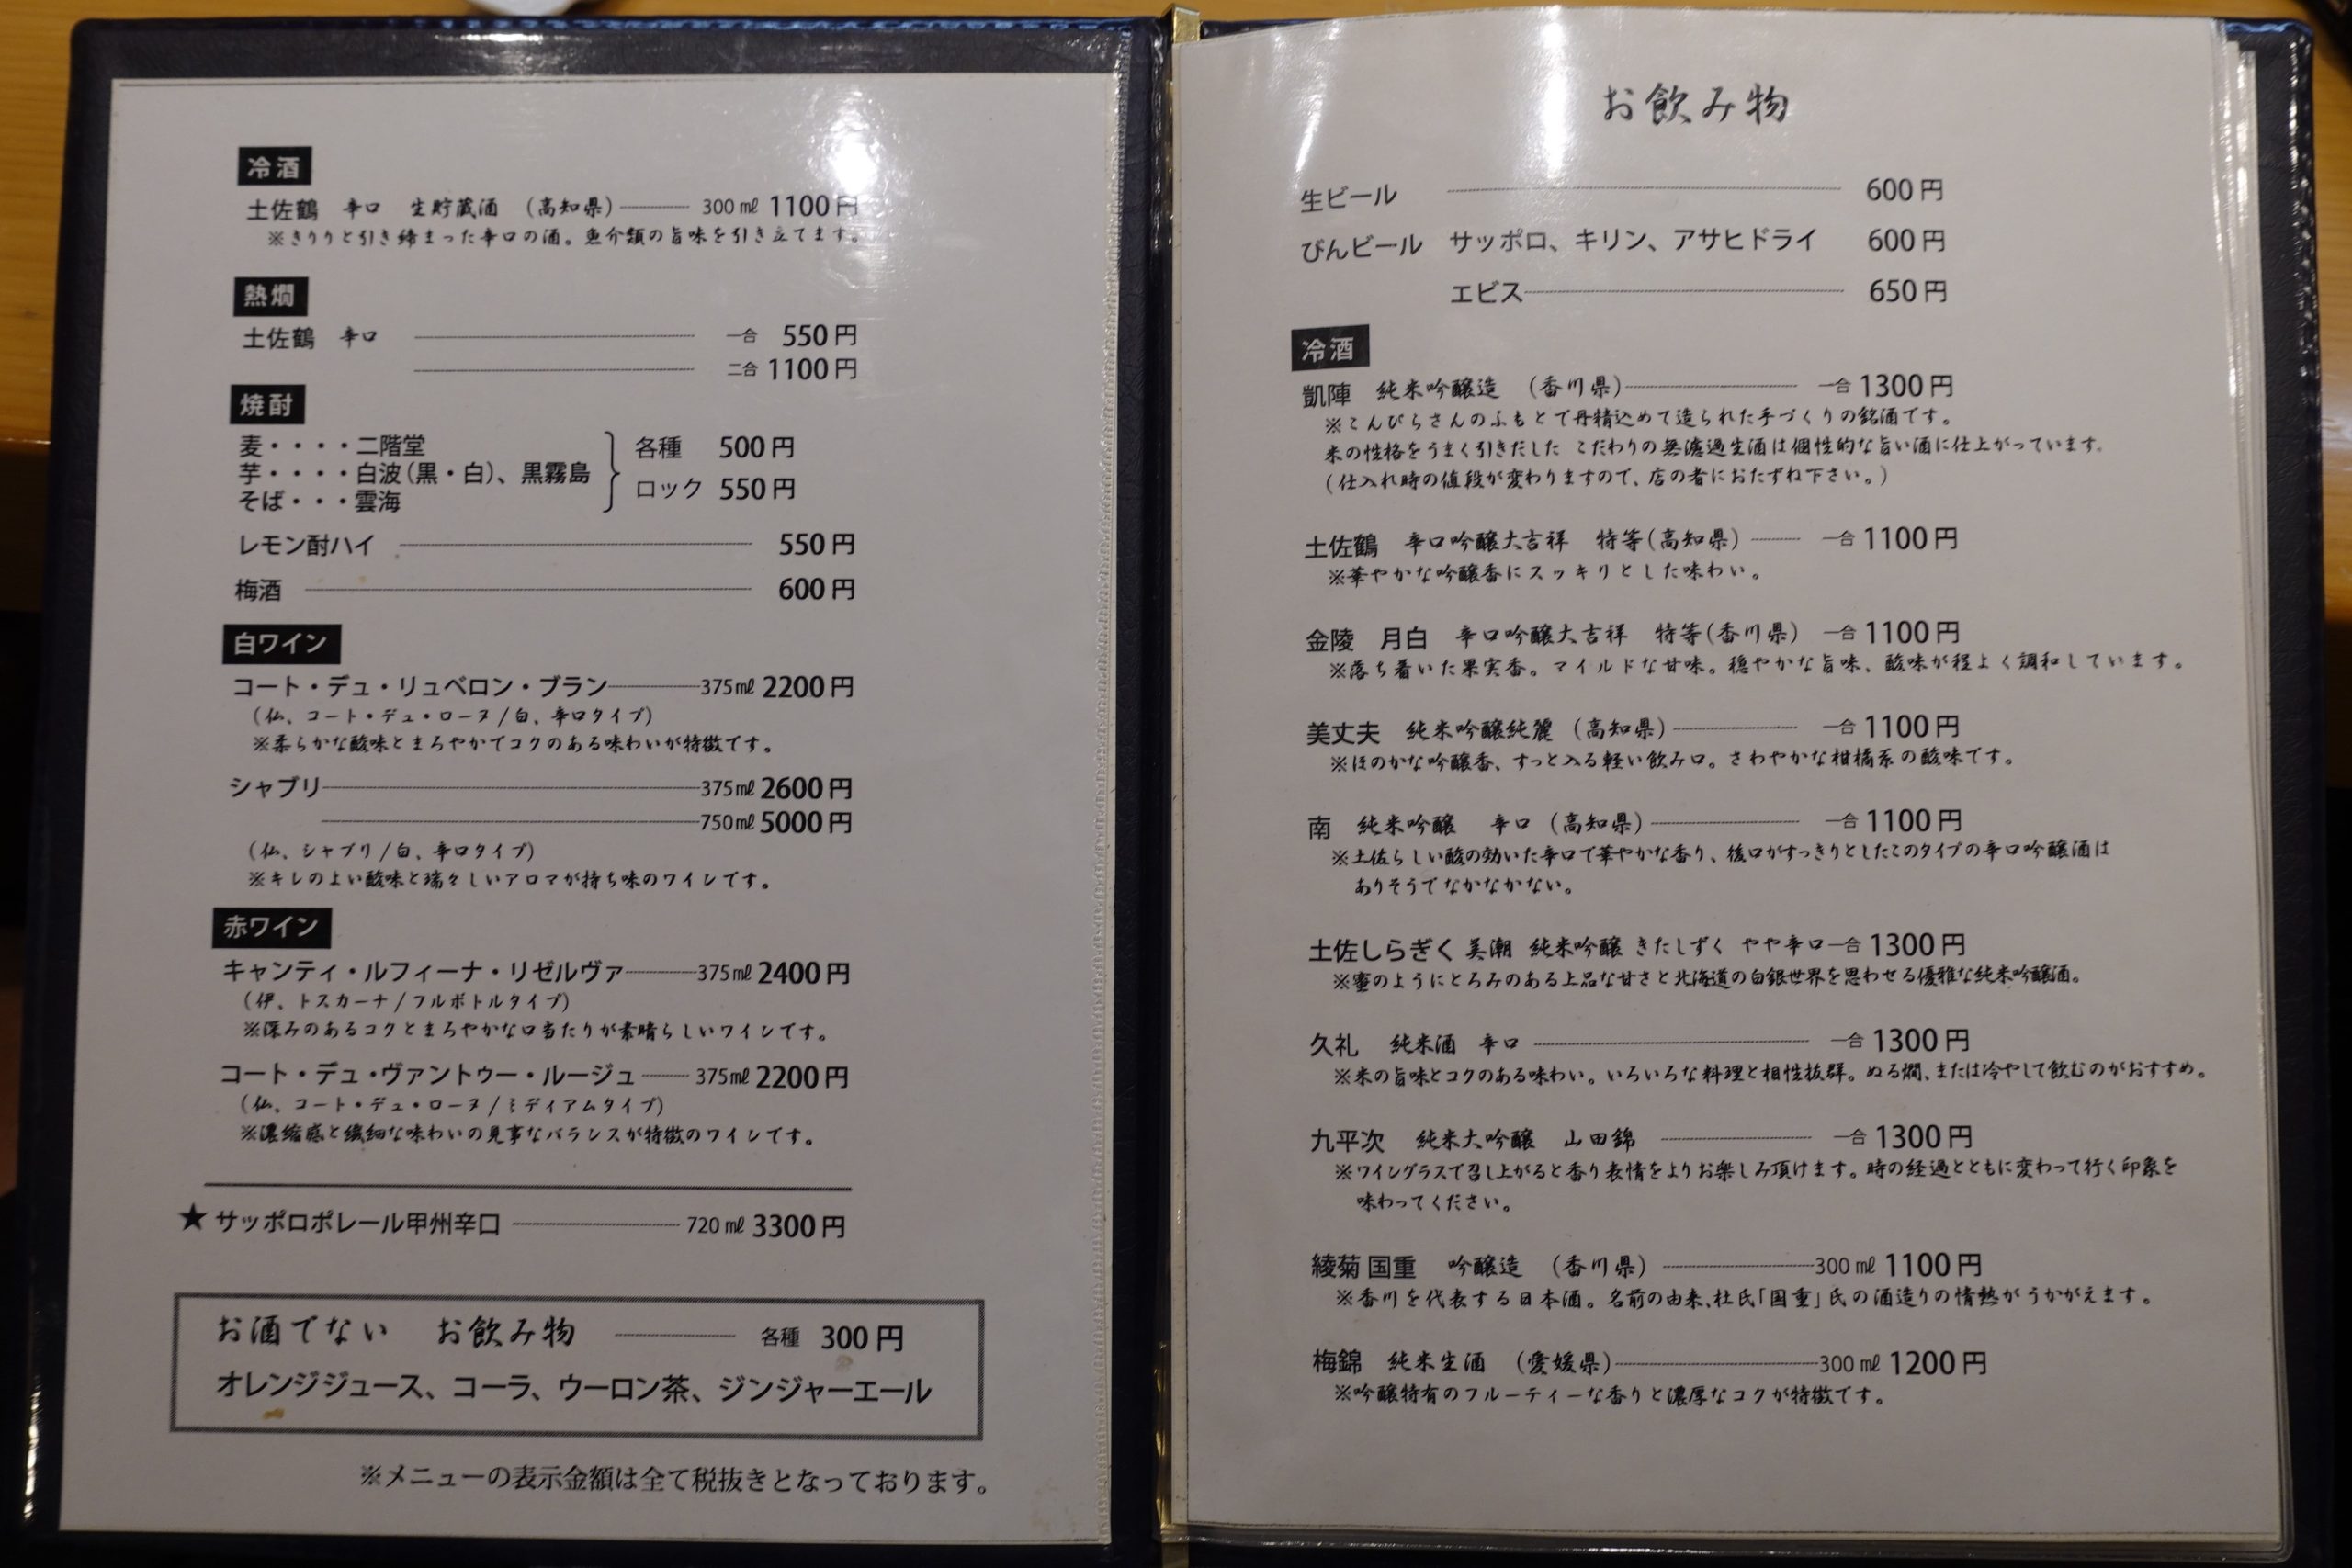 冷酒
土佐鶴 辛口 生貯蔵酒 (高知県) 300㎖ 1100円
※きりりと引き締まった辛口の酒。魚介類の旨味を引き立てます。
熱燗
土佐鶴 辛口 一合 550円
二合 1100円
焼酎
麦・・・・二階堂
芋・・・・白波(黒・白)、黒霧島
そば・・・雲海
各種 500円
ロック 550円
レモン酎ハイ 550円
梅酒 600円
白ワイン
コート・デュ・リュベロン・ブラン 375㎖ 2200円
(仏、コート・デュ・ローヌ/白、辛口タイプ)
※柔らかな酸味とまろやかでコクのある味わいが特徴です。
シャブリ 375㎖ 2600円
750㎖ 5000円
(仏、シャブリ/白、辛口タイプ)
※キレのよい酸味と瑞々しいアロマが持ち味のワインです。
赤ワイン
キャンティ・ルフィーナ・リゼルヴァ 375㎖ 2400円
(伊、トスカーナ/フルボトルタイプ)
※深みのあるコクとまろやかな口当たりが素晴らしいワインです。
コート・デュ・ヴァントゥー・ルージュ 375㎖ 2200円
(仏、コート・デュ・ローヌ/ミディアムタイプ)
※濃縮感と繊細な味わいの見事なバランスが特徴のワインです。
★サッポロポレール甲州辛口 720㎖ 3300円
お酒でない お飲み物 各種 300円
オレンジジュース、コーラ、ウーロン茶、ジンジャーエール
※メニューの表示金額は全て税抜きとなっております。
お飲み物
生ビール 600円
びんビール サッポロ、キリン、アサヒドライ 600円
エビス 650円
冷酒
凱陣 純米吟醸造 (香川県) 一合 1300円
※こんぴらさんのふもとで丹精込めて造られた手づくりの銘酒です。
米の性格をうまく引きだした こだわりの無濾過生酒は個性的な旨い酒に仕上がっています。
(仕入れ時の値段が変わりますので、店の者におたずね下さい。)
土佐鶴 辛口吟醸大吉祥 特等(高知県) 一合 1100円
※華やかな吟醸香にスッキリとした味わい。
金陵 月白 辛口吟醸大吉祥 特等(香川県) 一合 1100円
※落ち着いた果実香。マイルドな甘味。穏やかな旨味、酸味が程よく調和しています。
美丈夫 純米吟醸純麗 (高知県) 一合 1100円
※ほのかな吟醸香、すっと入る軽い飲み口。さわやかな柑橘系の酸味です。
南 純米吟醸 辛口 (高知県) 一合 1100円
※土佐らしい酸の効いた辛口で華やかな香り、後口がすっきりとしたこのタイプの辛口吟醸酒は
ありそうでなかなかない。
土佐しらぎく 美潮 純米吟醸 きたしずく やや辛口 一合 1300円
※蜜のようにとろみのある上品な甘さと北海道の白銀世界を思わせる優雅な純米吟醸酒。
久礼 純米酒 辛口 一合 1300円
※米の旨味とコクのある味わい。いろいろな料理と相性抜群。ぬる燗、または冷やして飲むのがおすすめ。
九平次 純米大吟醸 山田錦 一合 1300円
※ワイングラスで召し上がると香り表情をよりお楽しみ頂けます。時の経過とともに変わって行く印象を
味わってください。
綾菊 国重 吟醸造 (香川県) 300㎖ 1100円
※香川を代表する日本酒。名前の由来、杜氏「国重」氏の酒造りの情熱がうかがえます。
梅錦 純米生酒 (愛媛県) 300㎖ 1200円
※吟醸特有のフルーティーな香りと濃厚なコクが特徴です。